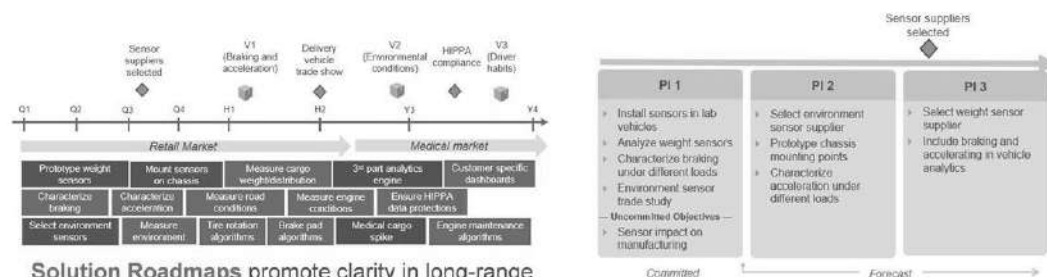 Sensor
suppliers
selected
V1
(Braking and
acceleration)
Delivery
vehicle
trade show
V2
(Environmental
conditions)
HIPPA
compliance
V3
(Driver
habits)
Q1 Q2 Q3 Q4 H1 H2 Y3 Y4
Retail Market
Medical market
Prototype weight
sensors
Mount sensors
on chassis
Measure cargo
weight/distribution
3rd part analytics
engine
Customer specific
dashboards
Characterize
braking
Characterize
acceleration
Measure road
conditions
Measure engine
conditions
Ensure HIPPA
data protections
Select environment
sensors
Measure
environment
Tire rotation
algorithms
Brake pad
algorithms
Medical cargo
spike
Engine maintenance
algorithms
Solution Roadmaps promote clarity in long-range
Sensor suppliers
selected
PI 1
Install sensors in lab
vehicles
Analyze weight sensors
Characterize braking
under different loads
Environment sensor
trade study
Uncommitted Objectives
Sensor impact on
manufacturing
PI 2
Select environment
sensor supplier
Prototype chassis
mounting points
Characterize
acceleration under
different loads
PI 3
Select weight sensor
supplier
Include braking and
accelerating in vehicle
analytics
Committed
Forecast